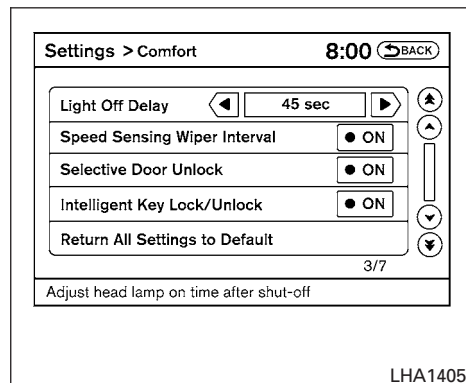 Settings > Comfort 8:00 BACK
Light Off Delay 45 sec
Speed Sensing Wiper Interval ON
Selective Door Unlock ON
Intelligent Key Lock/Unlock ON
Return All Settings to Default
3/7
Adjust head lamp on time after shut-off
LHA1405